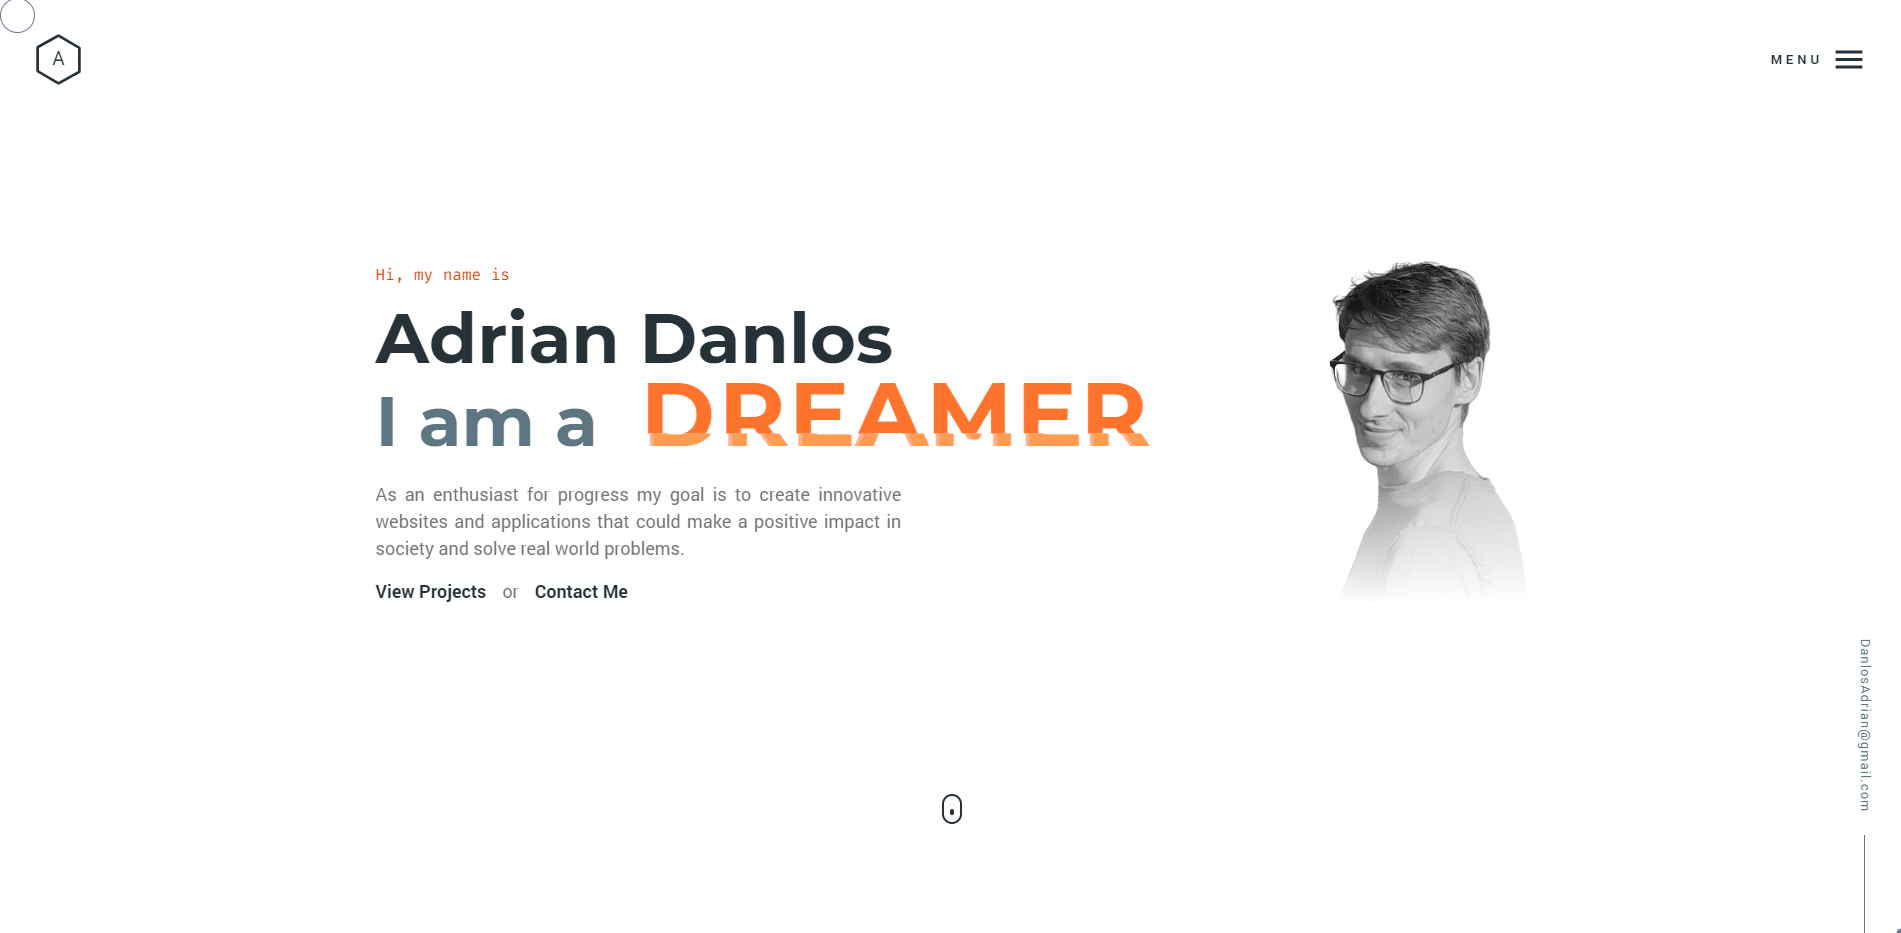 A
MENU
Hi, my name is
Adrian Danlos
I am a DREAMER
As an enthusiast for progress my goal is to create innovative
websites and applications that could make a positive impact in
society and solve real world problems.
View Projects or Contact Me
DanlosAdrian@gmail.com